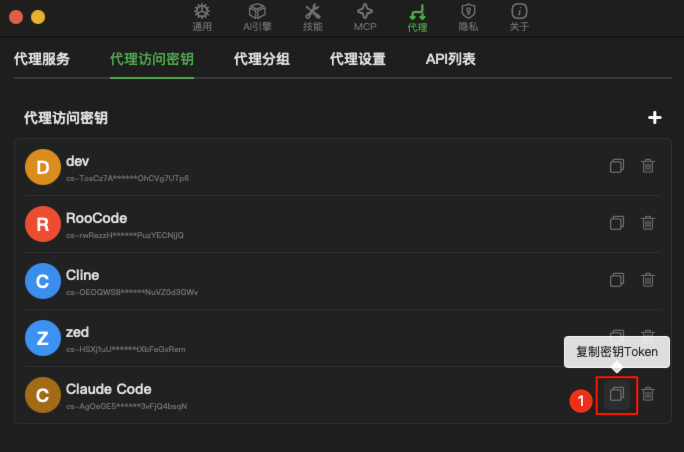 通用 AI引擎 技能 MCP 代理 隐私 关于
代理服务 代理访问密钥 代理分组 代理设置 API列表
代理访问密钥
D dev
cs-TosCz7A******OhCVg7UTp6
R RooCode
cs-rwRezzH******PuzYECNjjQ
C Cline
cs-OEOQWS8******NuVZ0d3GWv
Z zed
cs-HSXj1uU******tXbFeGxRem
复制密钥Token
C Claude Code
cs-AgOeGE5******3vFjQ4bsqN
1